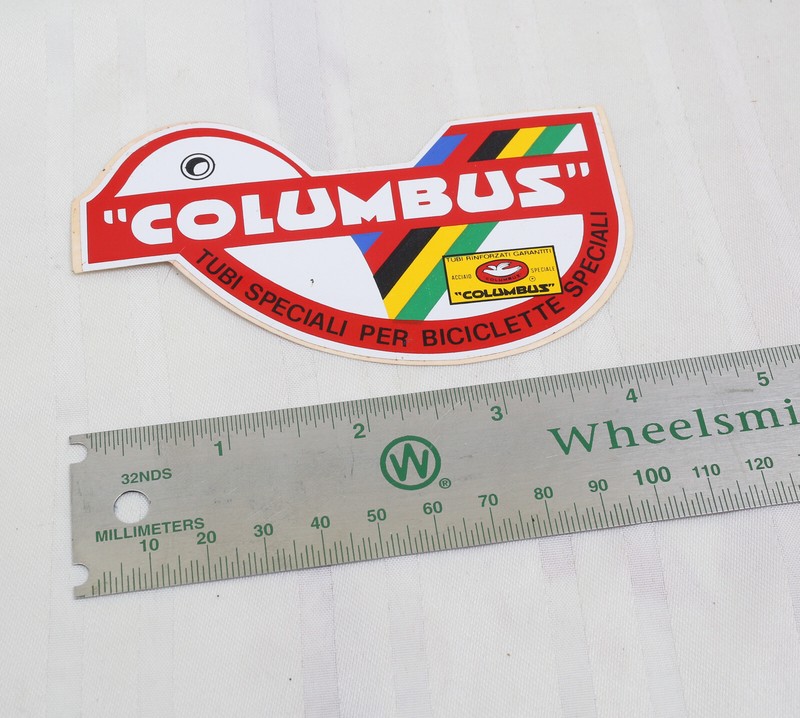 "COLUMBUS"
TUBI SPECIALI PER BICICLETTE SPECIALI
TUBI RINFORZATI GARANTITI
ACCIAIO SPECIALE
"COLUMBUS"
1 2 3 4 5
W ® Wheelsmi
32NDS
MILLIMETERS
10 20 30 40 50 60 70 80 90 100 110 120